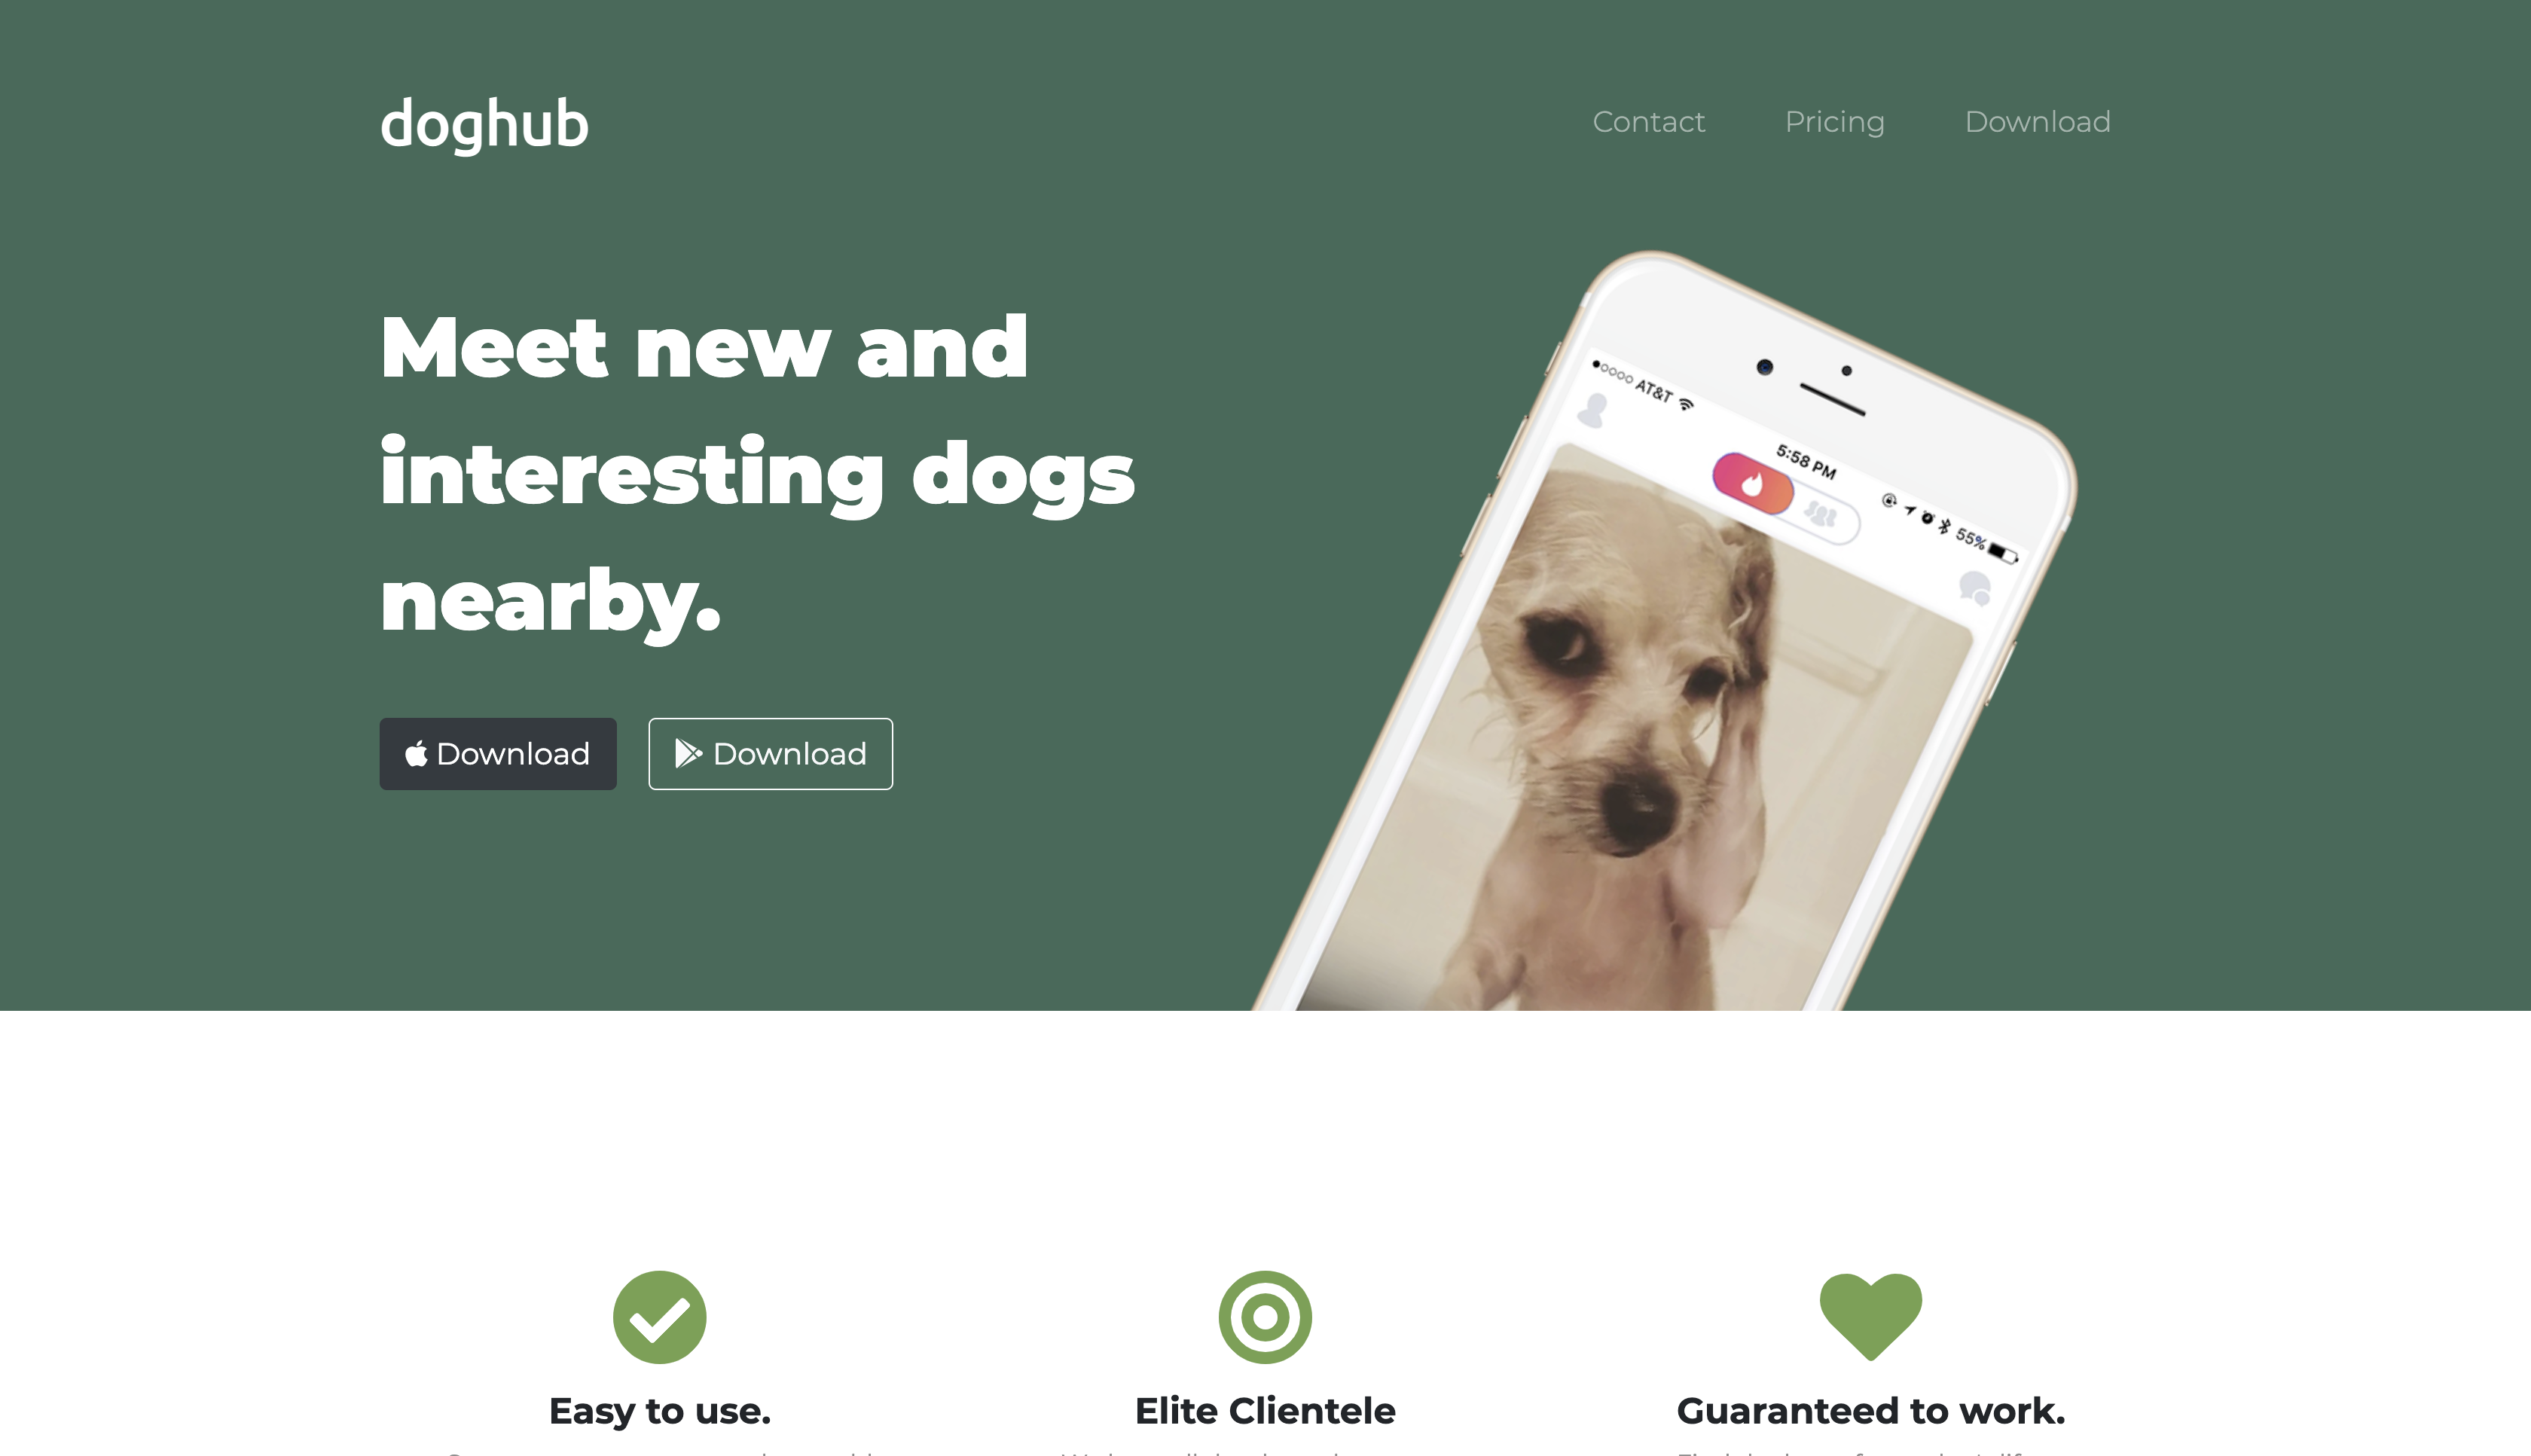 doghub
Contact Pricing Download
Meet new and
interesting dogs
nearby.
Download Download
AT&T
5:58 PM
55%
Easy to use. Elite Clientele Guaranteed to work.